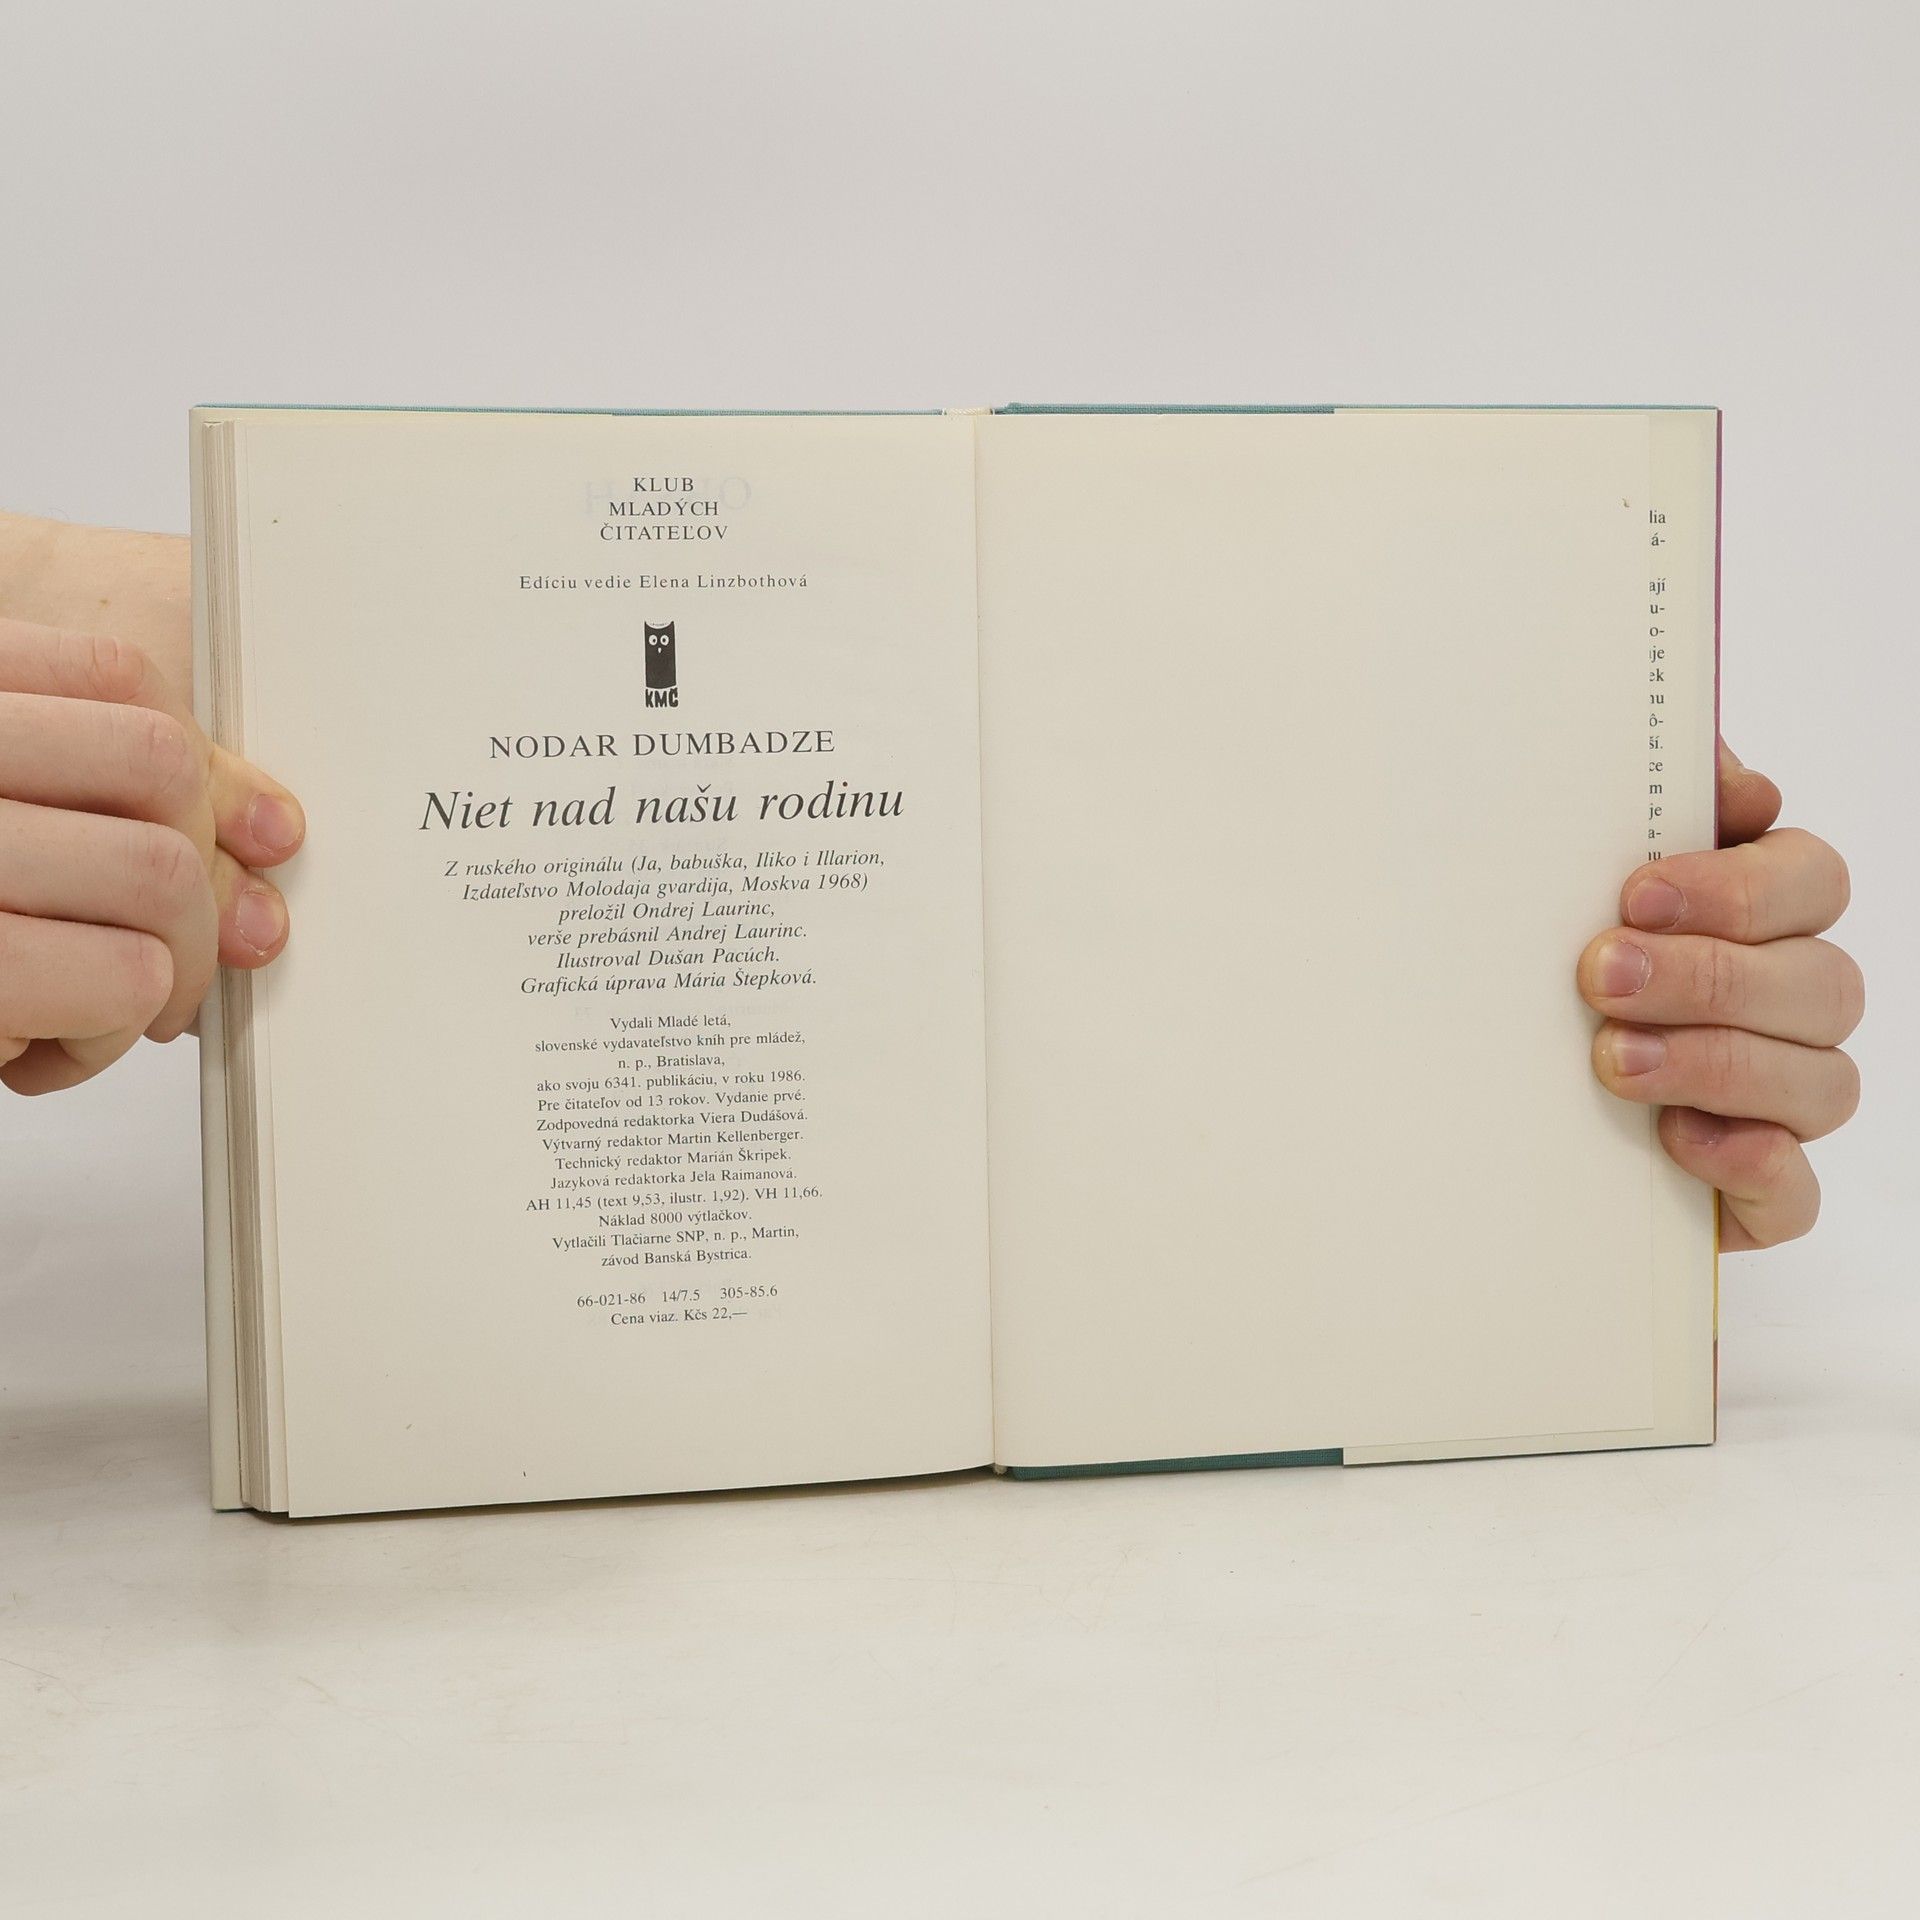 KLUB
MLADÝCH
ČITATEĽOV
Edíciu vedie Elena Linzbothová
KMČ
NODAR DUMBADZE
Niet nad našu rodinu
Z ruského originálu (Ja, babuška, Iliko i Illarion,
Izdateľstvo Molodaja gvardija, Moskva 1968)
preložil Ondrej Laurinc,
verše prebásnil Andrej Laurinc.
Ilustroval Dušan Pacúch.
Grafická úprava Mária Štepková.
Vydali Mladé letá,
slovenské vydavateľstvo kníh pre mládež,
n. p., Bratislava,
ako svoju 6341. publikáciu, v roku 1986.
Pre čitateľov od 13 rokov. Vydanie prvé.
Zodpovedná redaktorka Viera Dudášová.
Výtvarný redaktor Martin Kellenberger.
Technický redaktor Marián Škripek.
Jazyková redaktorka Jela Raimanová.
AH 11,45 (text 9,53, ilustr. 1,92). VH 11,66.
Náklad 8000 výtlačkov.
Vytlačili Tlačiarne SNP, n. p., Martin,
závod Banská Bystrica.
66-021-86 14/7.5 305-85.6
Cena viaz. Kčs 22,—